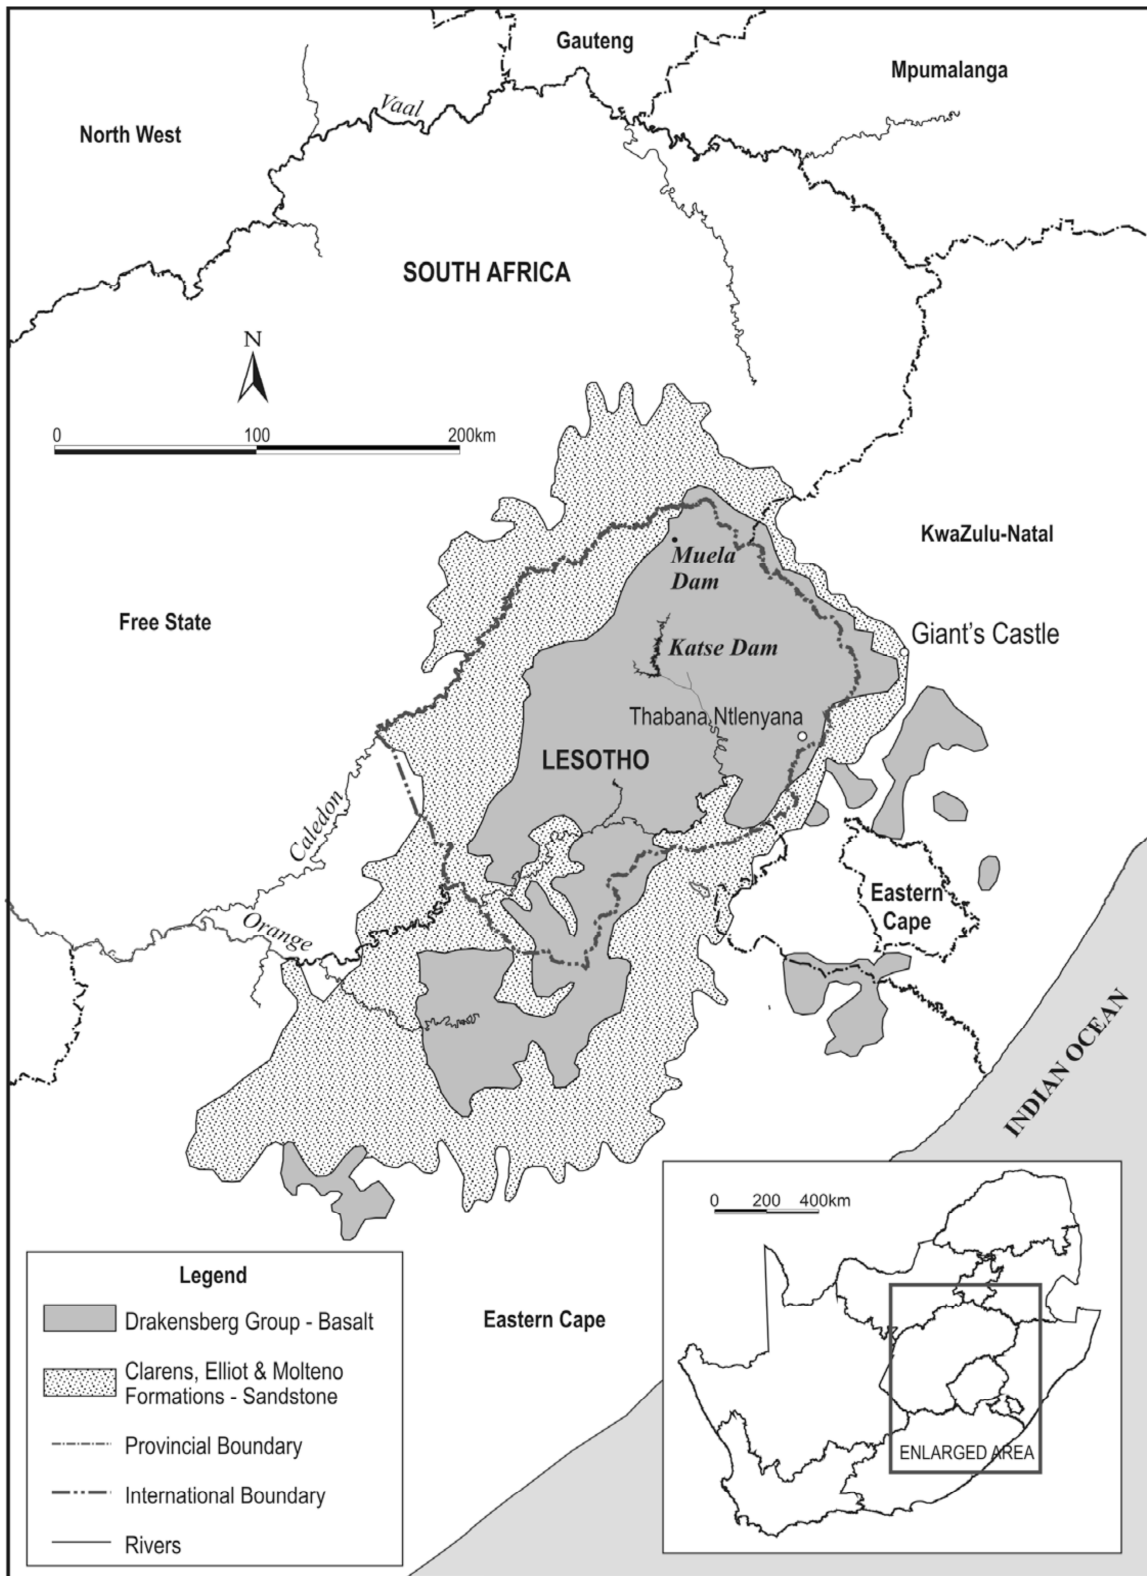 Gauteng
Mpumalanga
Vaal
North West
SOUTH AFRICA
N
0 100 200km
KwaZulu-Natal
Muela
Dam
Free State
Giant's Castle
Katse Dam
Thabana Ntlenyana
LESOTHO
Caledon
Eastern
Cape
Orange
INDIAN OCEAN
0 200 400km
Legend
Drakensberg Group - Basalt
Clarens, Elliot & Molteno
Formations - Sandstone
Provincial Boundary
International Boundary
Rivers
Eastern Cape
ENLARGED AREA